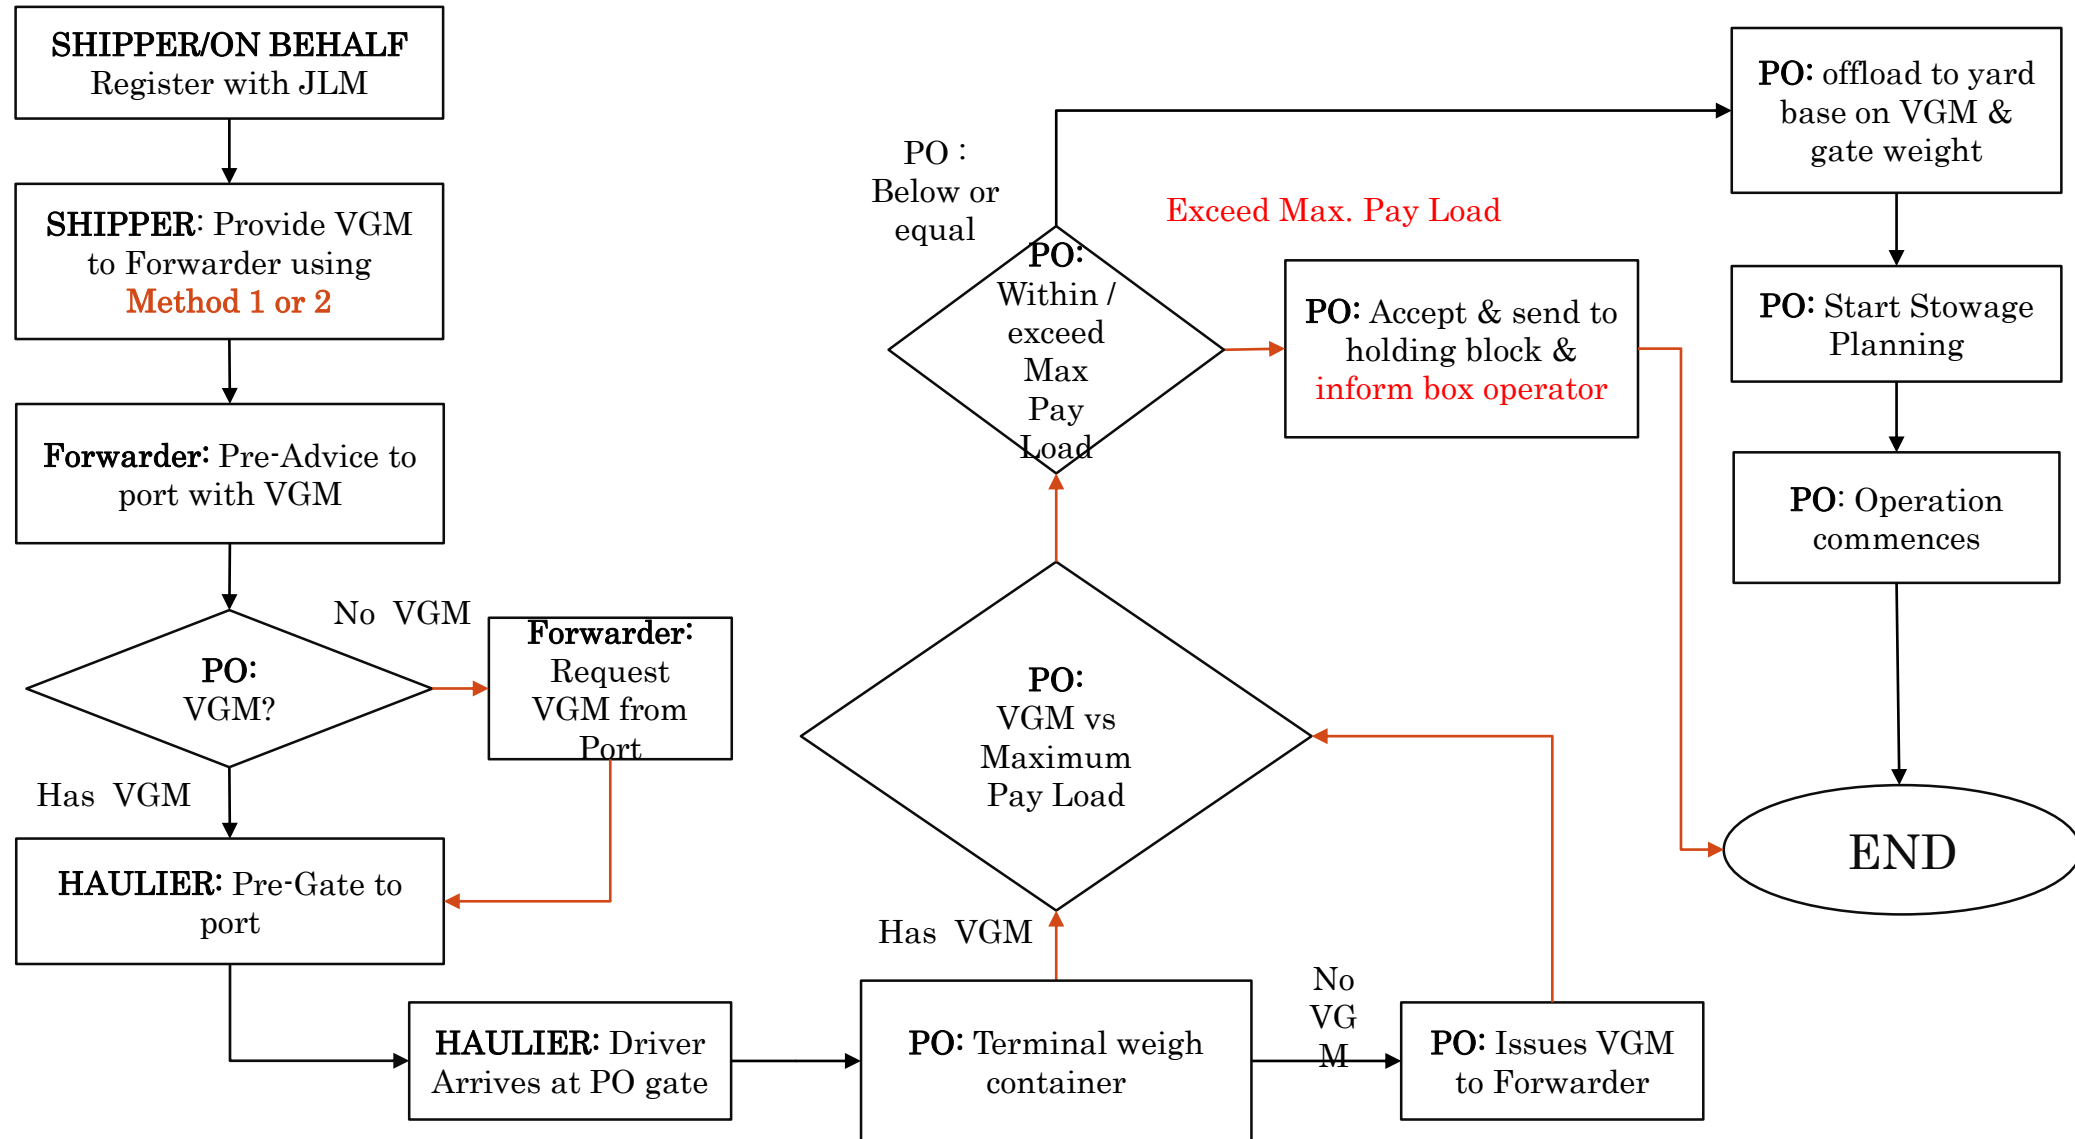 SHIPPER/ON BEHALF
Register with JLM
SHIPPER: Provide VGM
to Forwarder using
Method 1 or 2
Forwarder: Pre-Advice to
port with VGM
No VGM
PO:
VGM?
Forwarder:
Request
VGM from
Port
Has VGM
HAULIER: Pre-Gate to
port
HAULIER: Driver
Arrives at PO gate
PO: Terminal weigh
container
No
VG
M
PO: Issues VGM
to Forwarder
Has VGM
PO:
VGM vs
Maximum
Pay Load
PO:
Within /
exceed
Max
Pay
Load
PO :
Below or
equal
Exceed Max. Pay Load
PO: Accept & send to
holding block &
inform box operator
PO: offload to yard
base on VGM &
gate weight
PO: Start Stowage
Planning
PO: Operation
commences
END